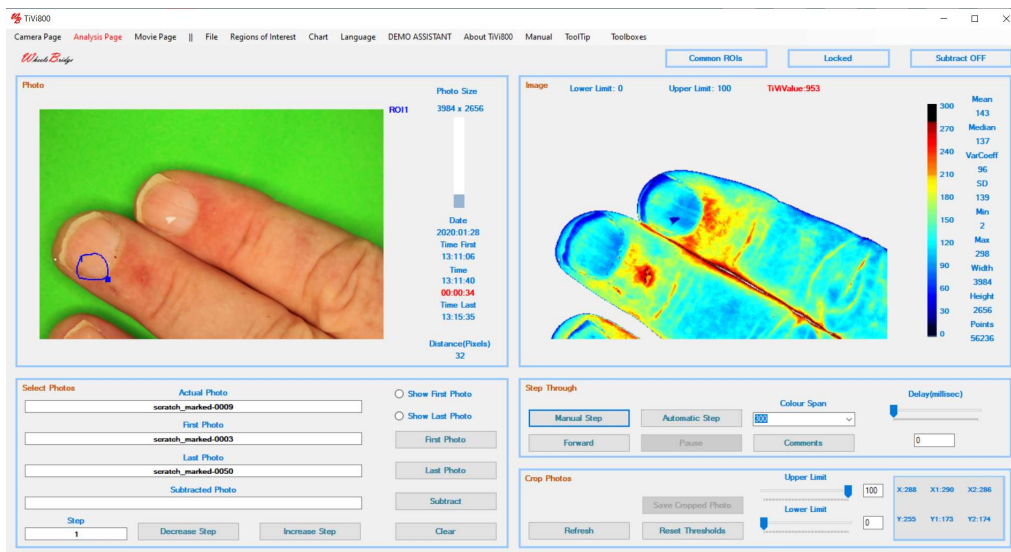 TiVi800
Camera Page Analysis Page Movie Page || File Regions of Interest Chart Language DEMO ASSISTANT About TiVi800 Manual ToolTip Toolboxes
WheelsBridge
Common ROIs Locked Subtract OFF
Photo
Photo Size
3984 x 2656
ROI1
Date
2020:01:28
Time First
13:11:06
Time
13:11:40
00:00:34
Time Last
13:15:35
Distance(Pixels)
32
Image Lower Limit: 0 Upper Limit: 100 TiViValue:953
300
270
240
210
180
150
120
90
60
30
0
Mean
143
Median
137
VarCoeff
96
SD
139
Min
2
Max
298
Width
3984
Height
2656
Points
56236
Select Photos
Actual Photo
scratch_marked-0009
First Photo
scratch_marked-0003
Last Photo
scratch_marked-0050
Subtracted Photo
Step
1
Decrease Step Increase Step
Show First Photo
Show Last Photo
First Photo
Last Photo
Subtract
Clear
Step Through
Manual Step Automatic Step
Colour Span
300
Delay(millisec)
Forward Pause Comments
0
Crop Photos
Save Cropped Photo
Refresh Reset Thresholds
Upper Limit
100
Lower Limit
0
X:288 X1:290 X2:286
Y:255 Y1:173 Y2:174